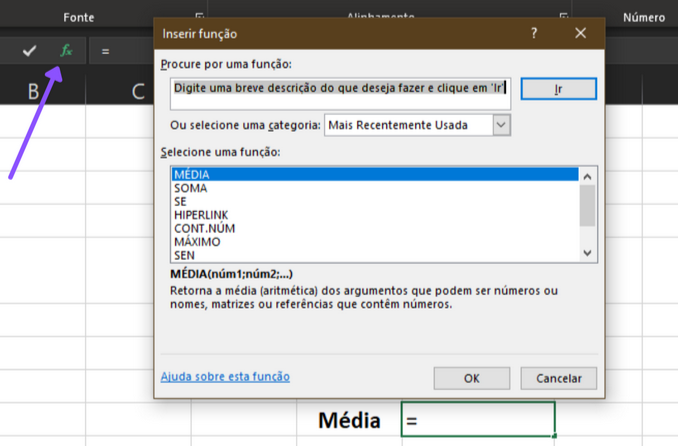 Fonte
Alinhamento
Número
fx
=
B
C
Inserir função
?
Procure por uma função:
Digite uma breve descrição do que deseja fazer e clique em 'Ir'
Ir
Ou selecione uma categoria: Mais Recentemente Usada
Selecione uma função:
MÉDIA
SOMA
SE
HIPERLINK
CONT.NÚM
MÁXIMO
SEN
MÉDIA(núm1;núm2;...)
Retorna a média (aritmética) dos argumentos que podem ser números ou
nomes, matrizes ou referências que contêm números.
Ajuda sobre esta função
OK
Cancelar
Média =